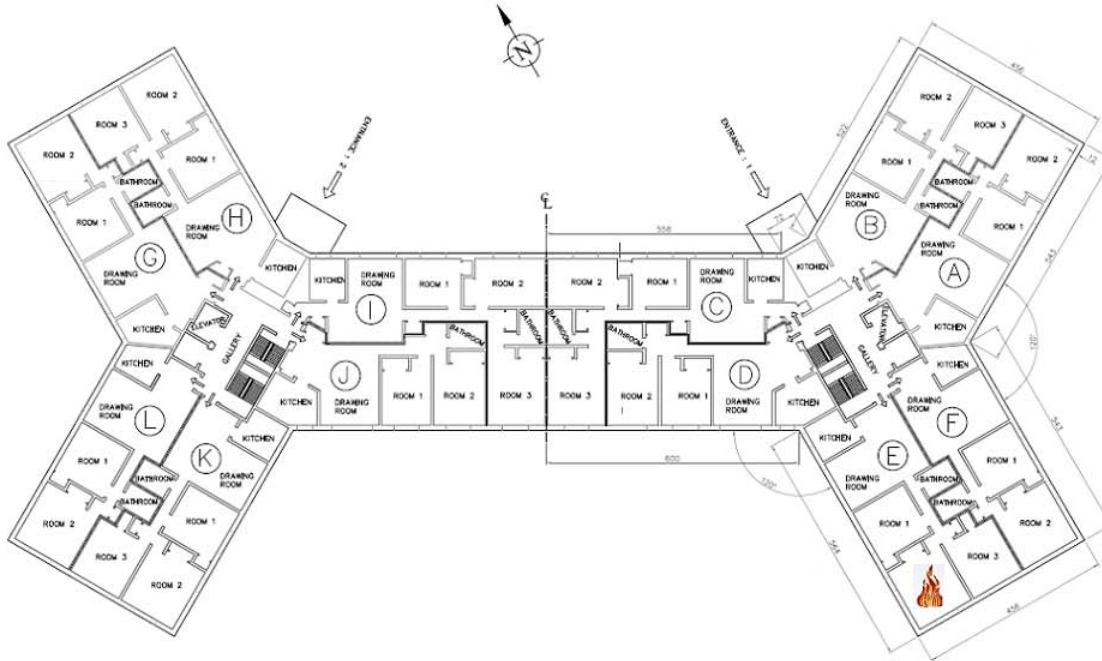 N
ENTRANCE : 2
ENTRANCE : 1
ROOM 2
ROOM 3
ROOM 2
ROOM 1
BATHROOM
BATHROOM
ROOM 1
H
DRAWING
ROOM
G
DRAWING
ROOM
KITCHEN
KITCHEN
ELEVATOR
GALLERY
KITCHEN
DRAWING
ROOM
L
K
KITCHEN
DRAWING
ROOM
ROOM 1
BATHROOM
BATHROOM
ROOM 2
ROOM 1
ROOM 3
ROOM 2
KITCHEN
DRAWING
ROOM
I
ROOM 1
ROOM 2
BATHROOM
BATHROOM
J
KITCHEN
DRAWING
ROOM
ROOM 1
ROOM 2
ROOM 3
℄
558
ROOM 2
ROOM 1
DRAWING
ROOM
C
KITCHEN
BATHROOM
BATHROOM
ROOM 3
ROOM 2
ROOM 1
D
DRAWING
ROOM
KITCHEN
600
120°
456
522
12
72
ROOM 2
ROOM 3
ROOM 2
ROOM 1
BATHROOM
BATHROOM
ROOM 1
B
DRAWING
ROOM
DRAWING
ROOM
A
KITCHEN
KITCHEN
543
120°
ELEVATOR
GALLERY
KITCHEN
DRAWING
ROOM
F
543
KITCHEN
E
DRAWING
ROOM
ROOM 1
BATHROOM
BATHROOM
ROOM 1
ROOM 2
ROOM 3
564
456